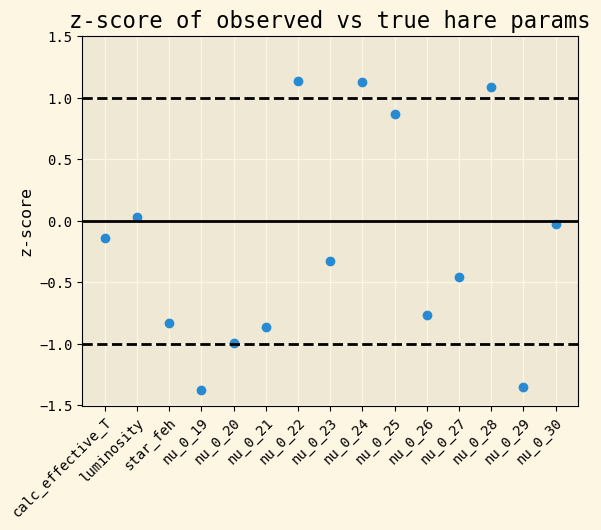 z-score of observed vs true hare params
1.5
1.0
0.5
0.0
−0.5
−1.0
−1.5
z-score
calc_effective_T
luminosity
star_feh
nu_0_19
nu_0_20
nu_0_21
nu_0_22
nu_0_23
nu_0_24
nu_0_25
nu_0_26
nu_0_27
nu_0_28
nu_0_29
nu_0_30